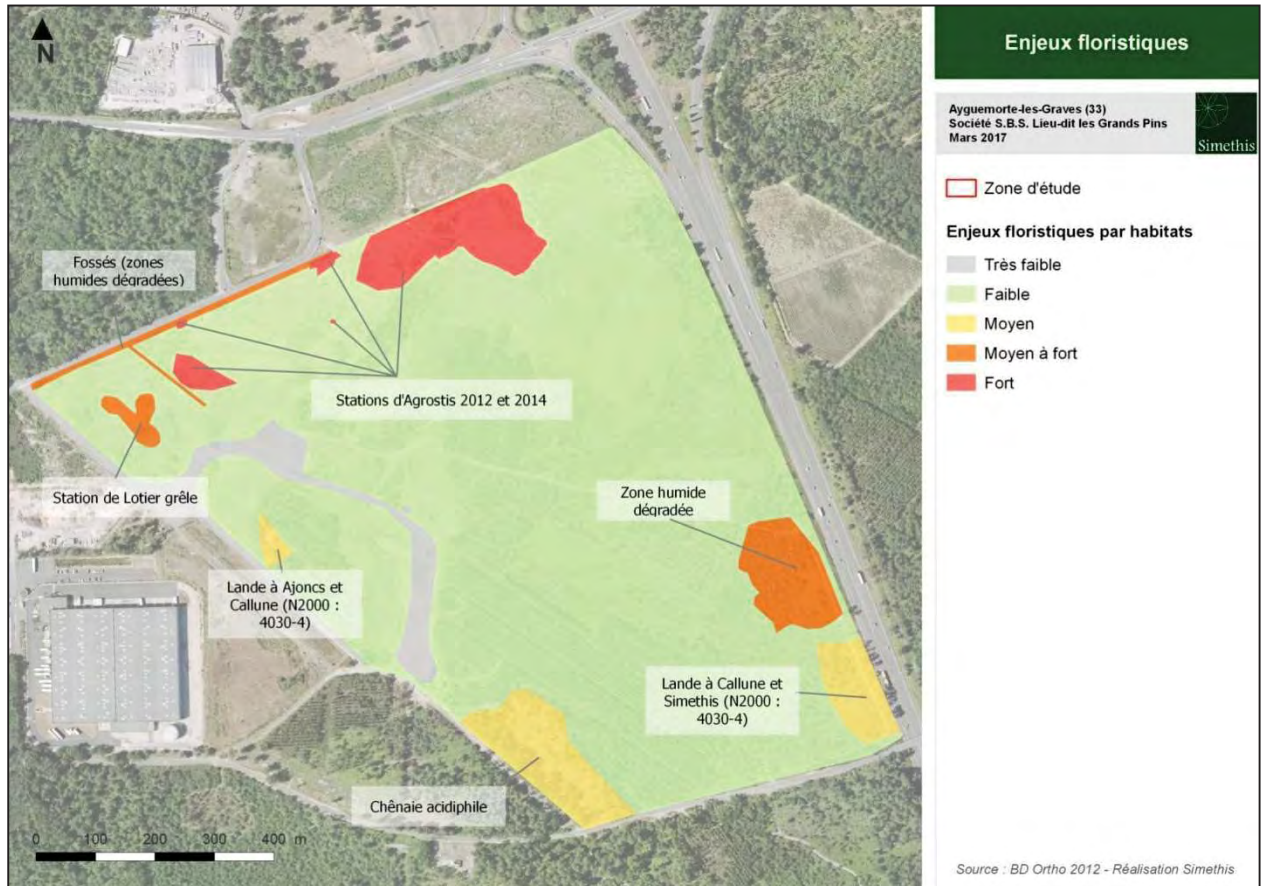 N
Fossés (zones
humides dégradées)
Stations d'Agrostis 2012 et 2014
Station de Lotier grêle
Zone humide
dégradée
Lande à Ajoncs et
Callune (N2000 :
4030-4)
Lande à Callune et
Simethis (N2000 :
4030-4)
Chênaie acidiphile
0 100 200 300 400 m
Enjeux floristiques
Ayguemorte-les-Graves (33)
Société S.B.S. Lieu-dit les Grands Pins
Mars 2017
Simethis
Zone d'étude
Enjeux floristiques par habitats
Très faible
Faible
Moyen
Moyen à fort
Fort
Source : BD Ortho 2012 - Réalisation Simethis